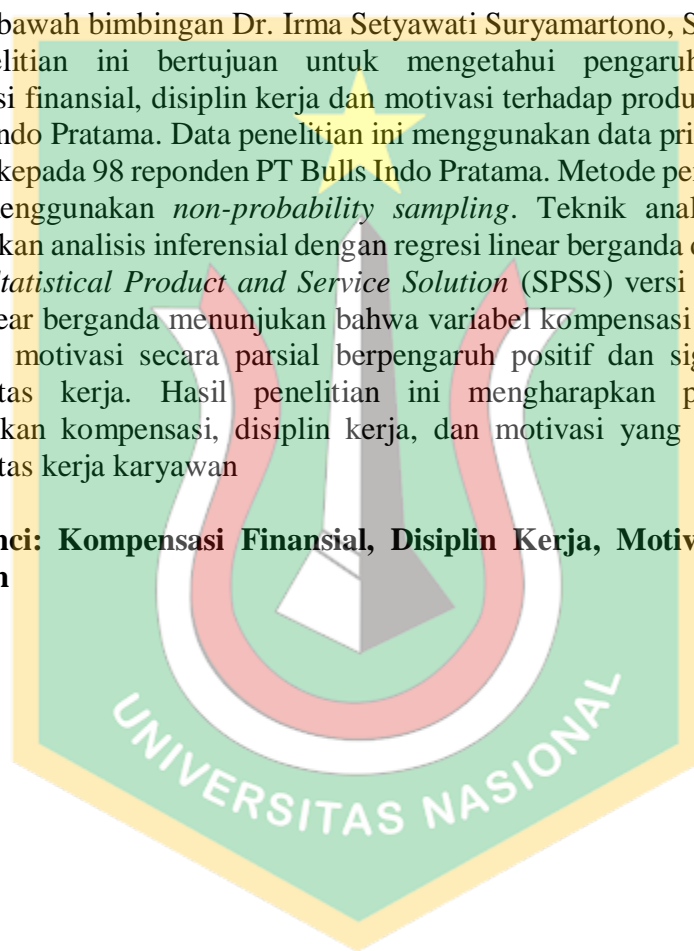 bawah bimbingan Dr. Irma Setyawati Suryamartono, S
elitian ini bertujuan untuk mengetahui pengaruh
si finansial, disiplin kerja dan motivasi terhadap produ
ndo Pratama. Data penelitian ini menggunakan data pri
kepada 98 reponden PT Bulls Indo Pratama. Metode pe
nenggunakan non-probability sampling. Teknik anal
kan analisis inferensial dengan regresi linear berganda
Statistical Product and Service Solution (SPSS) versi
ear berganda menunjukan bahwa variabel kompensasi
motivasi secara parsial berpengaruh positif dan sig
tas kerja. Hasil penelitian ini mengharapkan p
kan kompensasi, disiplin kerja, dan motivasi yang
tas kerja karyawan
nci: Kompensasi Finansial, Disiplin Kerja, Motiv
n
UNIVERSITAS NASIONAL